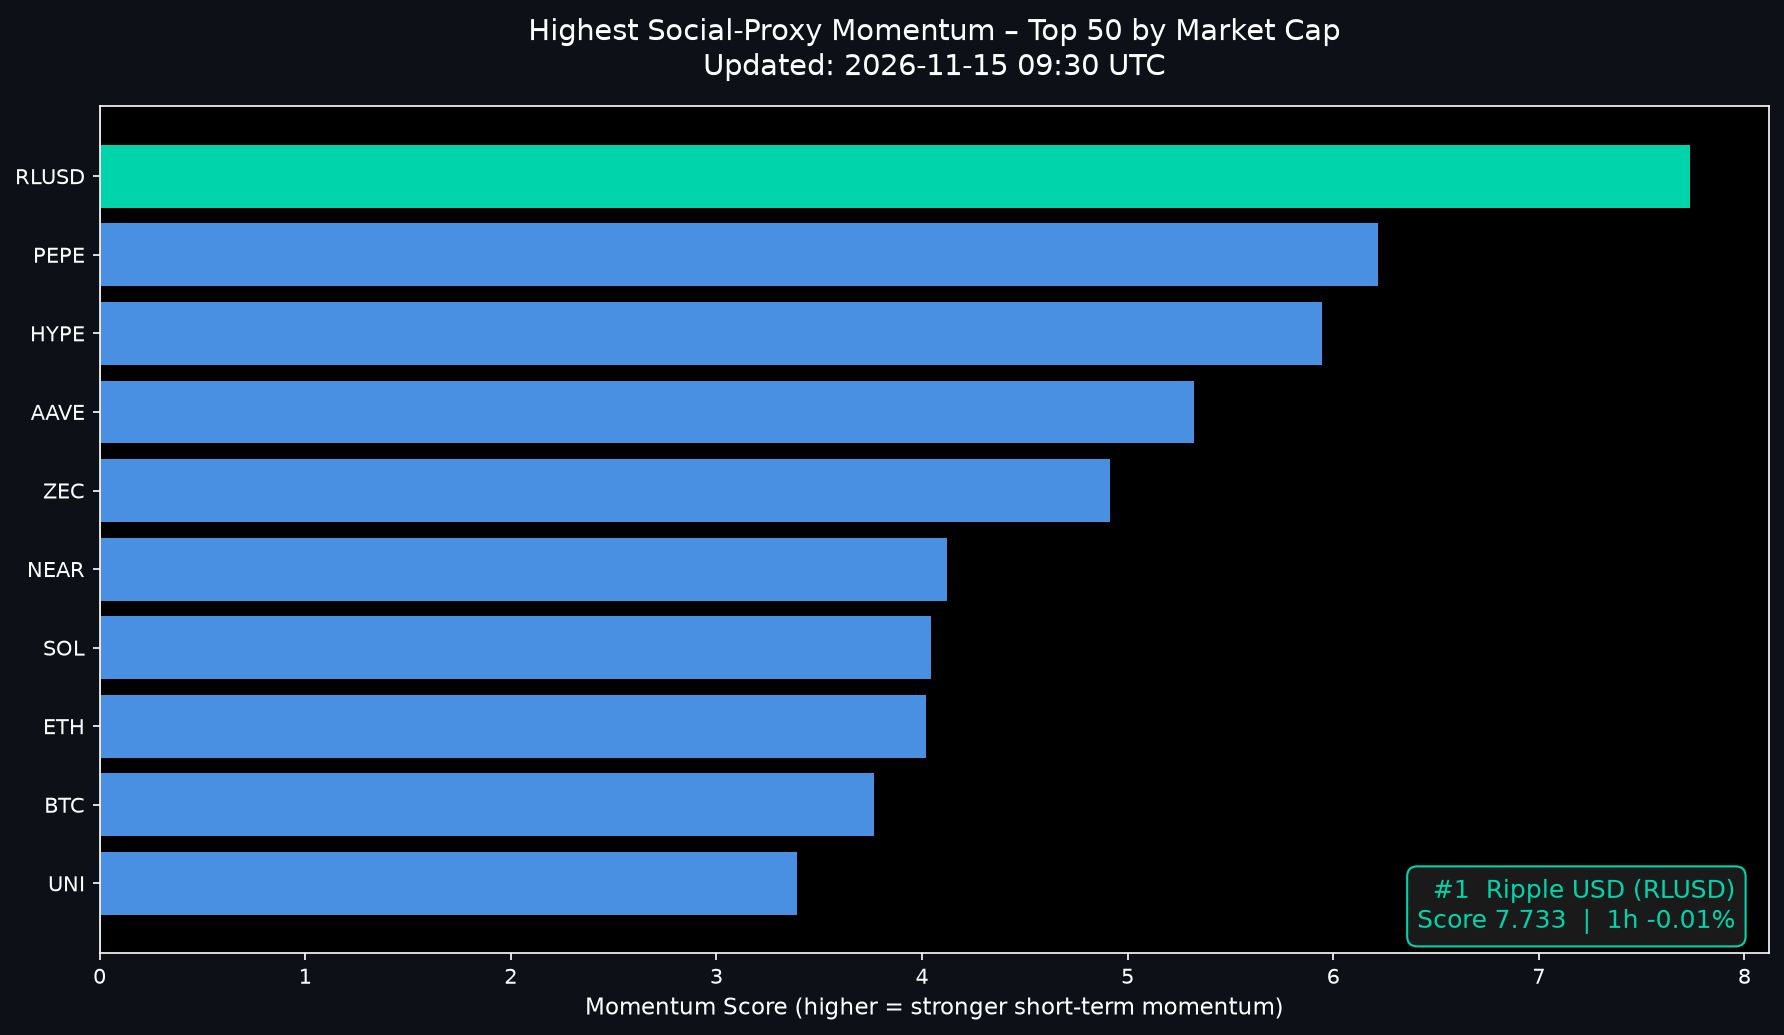 Highest Social-Proxy Momentum – Top 50 by Market Cap
Updated: 2026-11-15 09:30 UTC
RLUSD
PEPE
HYPE
AAVE
ZEC
NEAR
SOL
ETH
BTC
UNI
#1  Ripple USD (RLUSD)
Score 7.733  |  1h -0.01%
0 1 2 3 4 5 6 7 8
Momentum Score (higher = stronger short-term momentum)